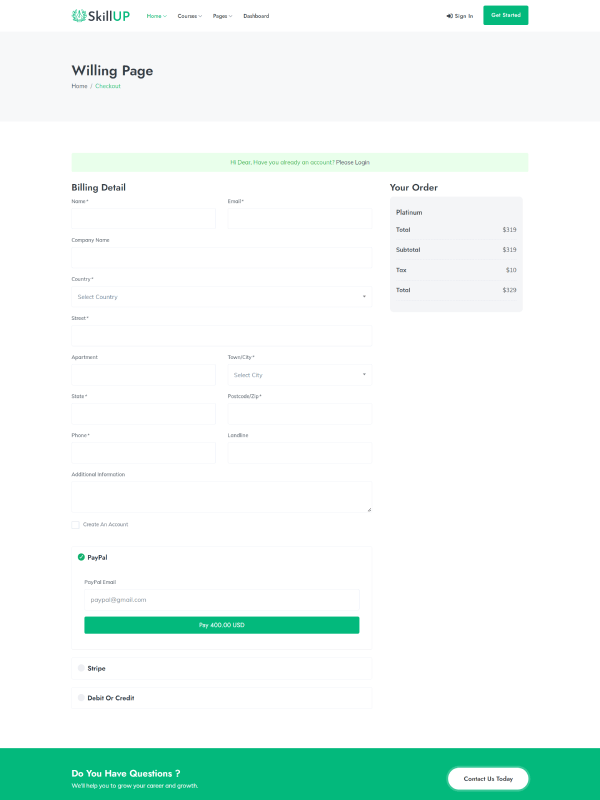 SkillUP Home Courses Pages Dashboard Sign In Get Started
Willing Page
Home / Checkout
Hi Dear, Have you already an account? Please Login
Billing Detail
Name*
Email*
Company Name
Country*
Select Country
Street*
Apartment
Town/City*
Select City
State*
Postcode/Zip*
Phone*
Landline
Additional Information
Create An Account
PayPal
PayPal Email
paypal@gmail.com
Pay 400.00 USD
Stripe
Debit Or Credit
Your Order
Platinum
Total $319
Subtotal $319
Tax $10
Total $329
Do You Have Questions ?
We'll help you to grow your career and growth.
Contact Us Today